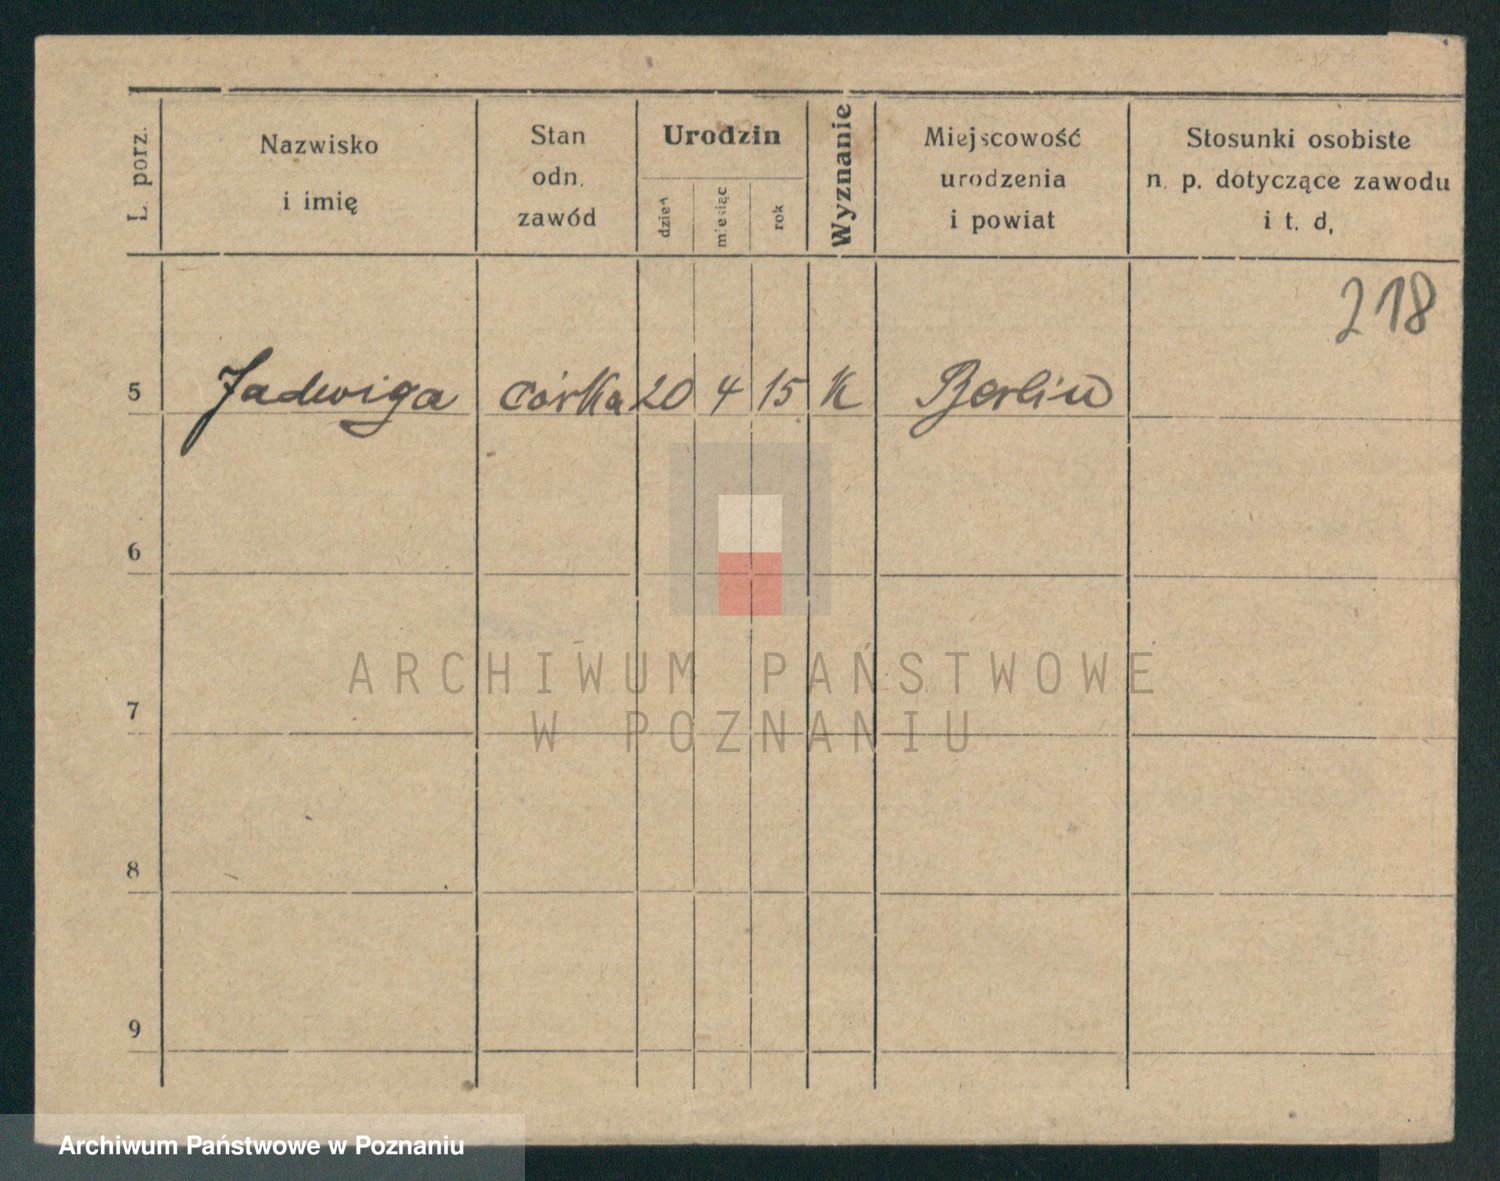 L. porz.
Nazwisko
i imię
Stan
odn.
zawód
Urodzin
dzień
miesiąc
rok
Wyznanie
Miejscowość
urodzenia
i powiat
Stosunki osobiste
n. p. dotyczące zawodu
i t. d.
218
5 Jadwiga córka 20 4 15 K Berlin
6
7
8
9
ARCHIWUM PAŃSTWOWE
W POZNANIU
Archiwum Państwowe w Poznaniu